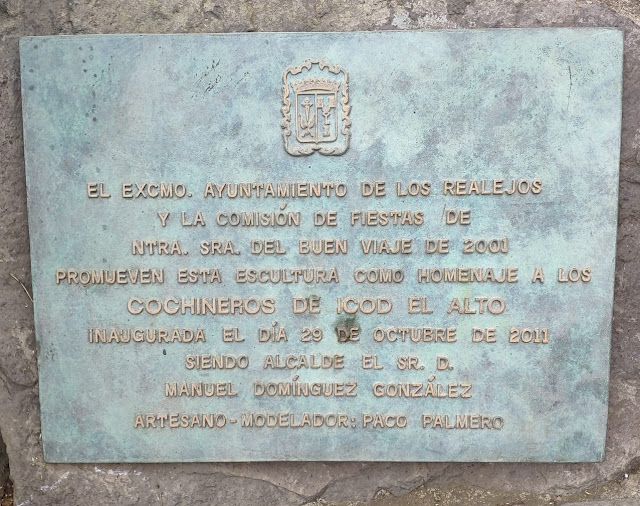 EL EXCMO. AYUNTAMIENTO DE LOS REALEJOS
Y LA COMISIÓN DE FIESTAS DE
NTRA. SRA. DEL BUEN VIAJE DE 2001
PROMUEVEN ESTA ESCULTURA COMO HOMENAJE A LOS
COCHINEROS DE ICOD EL ALTO
INAUGURADA EL DÍA 29 DE OCTUBRE DE 2011
SIENDO ALCALDE EL SR. D.
MANUEL DOMÍNGUEZ GONZÁLEZ
ARTESANO-MODELADOR: PACO PALMERO